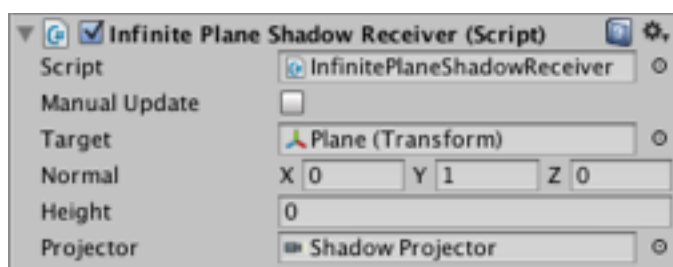 Infinite Plane Shadow Receiver (Script)
Script InfinitePlaneShadowReceiver
Manual Update
Target Plane (Transform)
Normal X 0 Y 1 Z 0
Height 0
Projector Shadow Projector